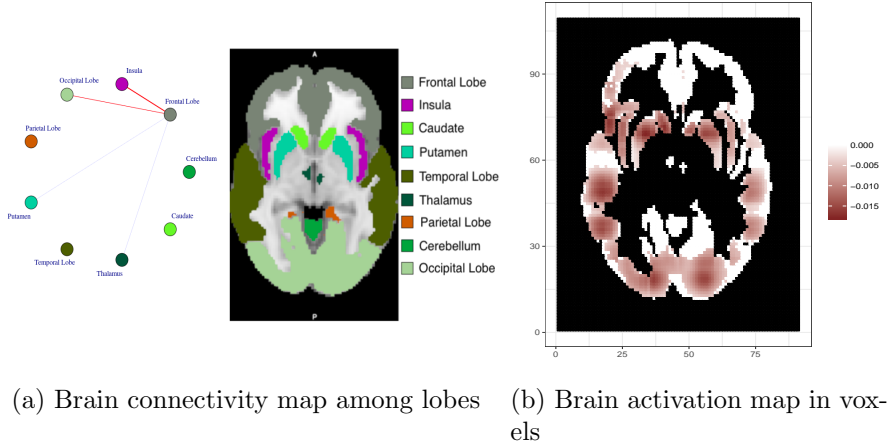 Insula
Occipital Lobe
Frontal Lobe
Parietal Lobe
Cerebellum
Putamen
Caudate
Temporal Lobe
Thalamus
A
P
Frontal Lobe
Insula
Caudate
Putamen
Temporal Lobe
Thalamus
Parietal Lobe
Cerebellum
Occipital Lobe
90
60
30
0
0 25 50 75
0.000
−0.005
−0.010
−0.015
(a) Brain connectivity map among lobes
(b) Brain activation map in vox-
els